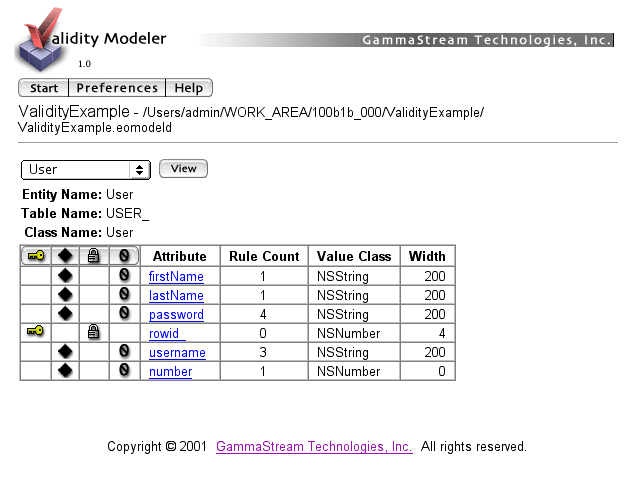 Validity Modeler
GammaStream Technologies, Inc.
1.0
Start Preferences Help
ValidityExample - /Users/admin/WORK_AREA/100b1b_000/ValidityExample/
ValidityExample.eomodeld
User View
Entity Name: User
Table Name: USER_
Class Name: User
Attribute Rule Count Value Class Width
firstName 1 NSString 200
lastName 1 NSString 200
password 4 NSString 200
rowid_ 0 NSNumber 4
username 3 NSString 200
number 1 NSNumber 0
Copyright © 2001 GammaStream Technologies, Inc. All rights reserved.